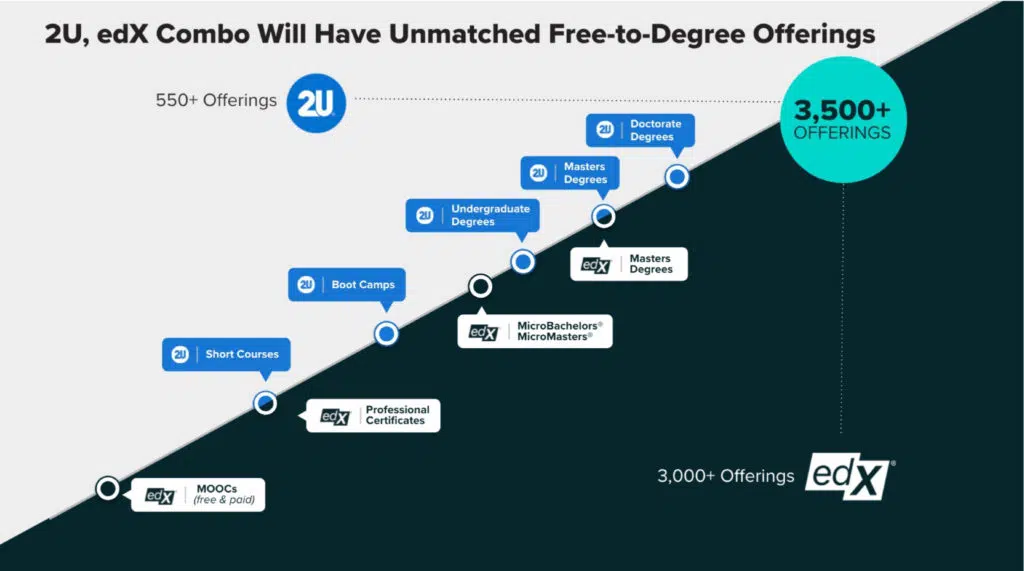 2U, edX Combo Will Have Unmatched Free-to-Degree Offerings
550+ Offerings
2U
3,500+
OFFERINGS
2U
Doctorate
Degrees
2U
Masters
Degrees
2U
Undergraduate
Degrees
edX
Masters
Degrees
2U
Boot Camps
edX
MicroBachelors®
MicroMasters®
2U
Short Courses
edX
Professional
Certificates
3,000+ Offerings
edX®
edX
MOOCs
(free & paid)